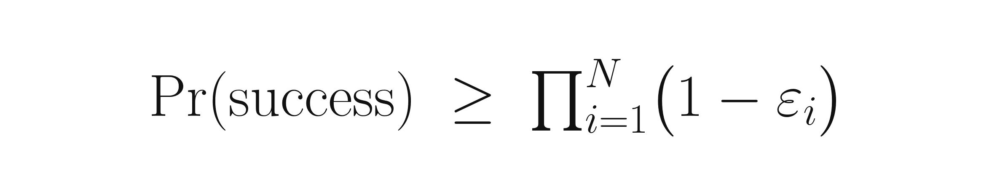 Pr(success) ≥ ∏_{i=1}^{N} (1 − ε_i)